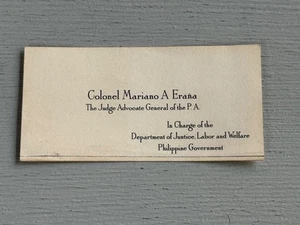 Colonel Mariano A Eraña
The Judge Advocate General of the P. A.
In Charge of the
Department of Justice, Labor and Welfare
Philippine Government